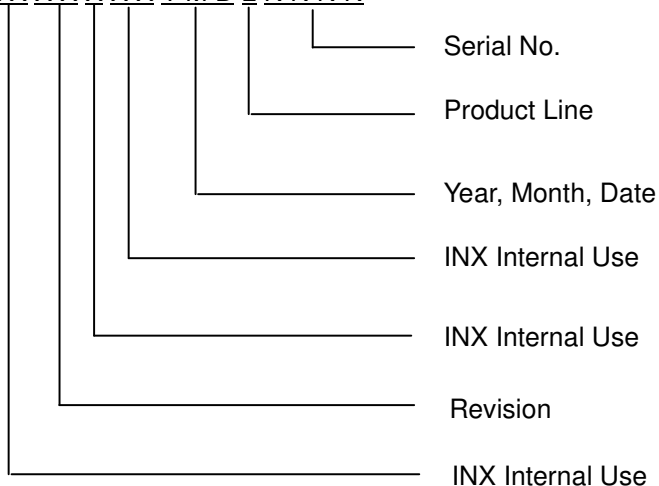 Serial No.
Product Line
Year, Month, Date
INX Internal Use
INX Internal Use
Revision
INX Internal Use